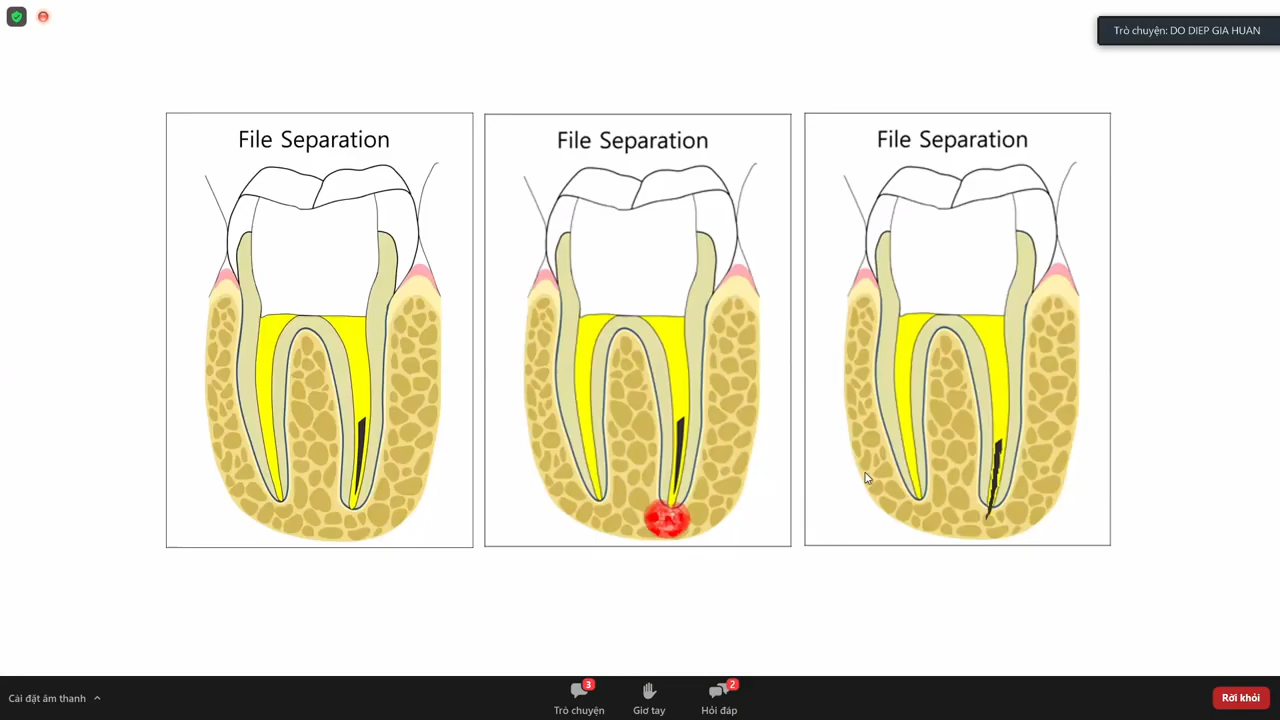 Trò chuyện: DO DIEP GIA HUAN
File Separation
File Separation
File Separation
Cài đặt âm thanh
3
Trò chuyện
Giơ tay
2
Hỏi đáp
Rời khỏi